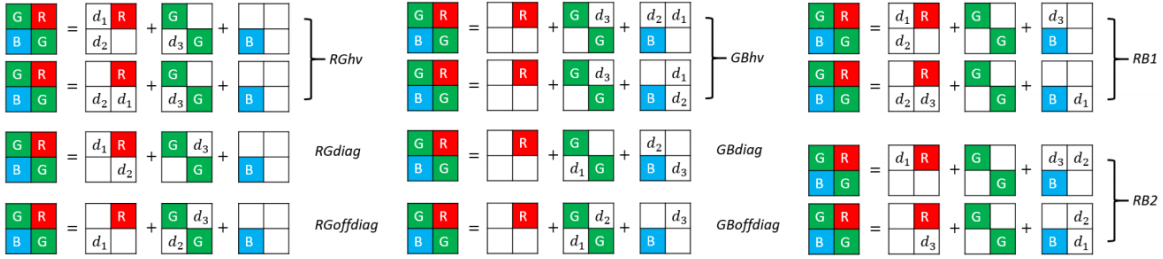 G R d₁ R G
= + +
B G d₂ d₃ G B
RGhv
G R R G
= + +
B G d₂ d₁ d₃ G B
G R d₁ R G d₃
= + +
B G d₂ G B
RGdiag
G R R G d₃
= + +
B G d₁ d₂ G B
RGoffdiag
G R R G d₃ d₂ d₁
= + +
B G G B
GBhv
G R R G d₃ d₁
= + +
B G G B d₂
G R R G d₂
= + +
B G d₁ G B d₃
GBdiag
G R R G d₂ d₃
= + +
B G d₁ G B
GBoffdiag
G R d₁ R G d₃
= + +
B G d₂ G B
RB1
G R R G
= + +
B G d₂ d₃ G B d₁
G R d₁ R G d₃ d₂
= + +
B G G B
RB2
G R R G d₂
= + +
B G d₃ G B d₁